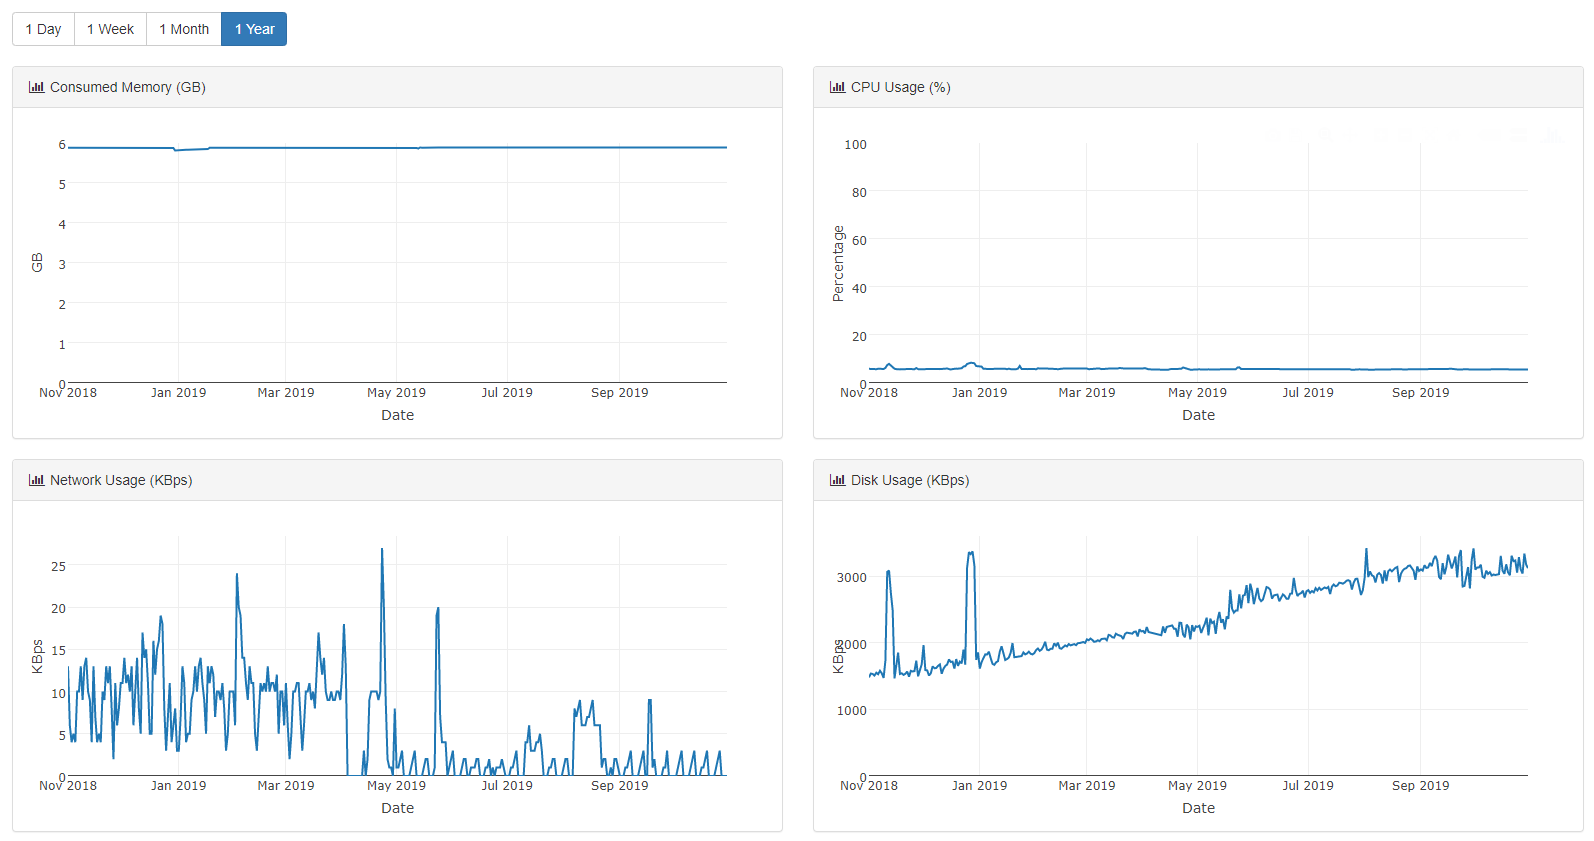 1 Day 1 Week 1 Month 1 Year
Consumed Memory (GB)
6
5
4
3
2
1
0
GB
Nov 2018 Jan 2019 Mar 2019 May 2019 Jul 2019 Sep 2019
Date
CPU Usage (%)
100
80
60
40
20
0
Percentage
Nov 2018 Jan 2019 Mar 2019 May 2019 Jul 2019 Sep 2019
Date
Network Usage (KBps)
25
20
15
10
5
0
KBps
Nov 2018 Jan 2019 Mar 2019 May 2019 Jul 2019 Sep 2019
Date
Disk Usage (KBps)
3000
2000
1000
0
KBps
Nov 2018 Jan 2019 Mar 2019 May 2019 Jul 2019 Sep 2019
Date